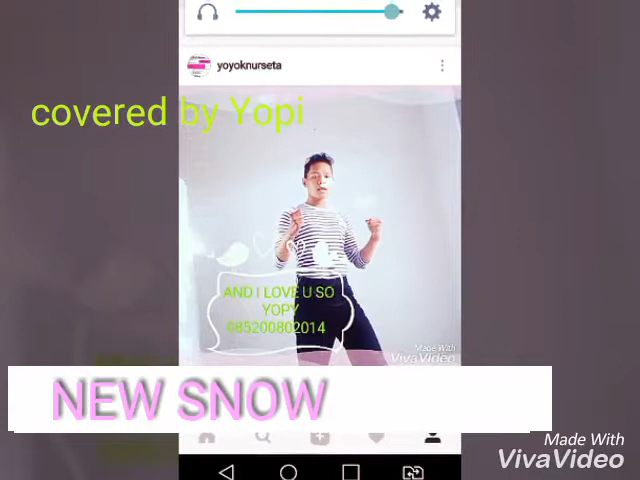 yoyoknurseta
covered by Yopi
AND I LOVE U SO
YOPY
085200802014
Made With
VivaVideo
NEW SNOW
Made With
VivaVideo